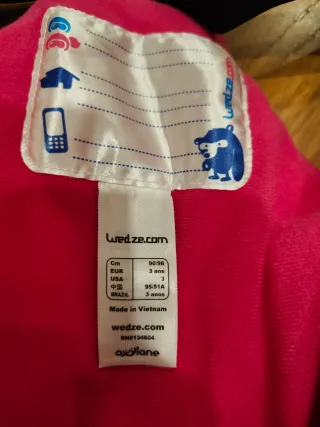 wedze.com
wedze.com
Cm 90/96
EUR 3 ans
USA 3
中国 95/51A
BRAZIL 3 anos
Made in Vietnam
wedze.com
oxylane